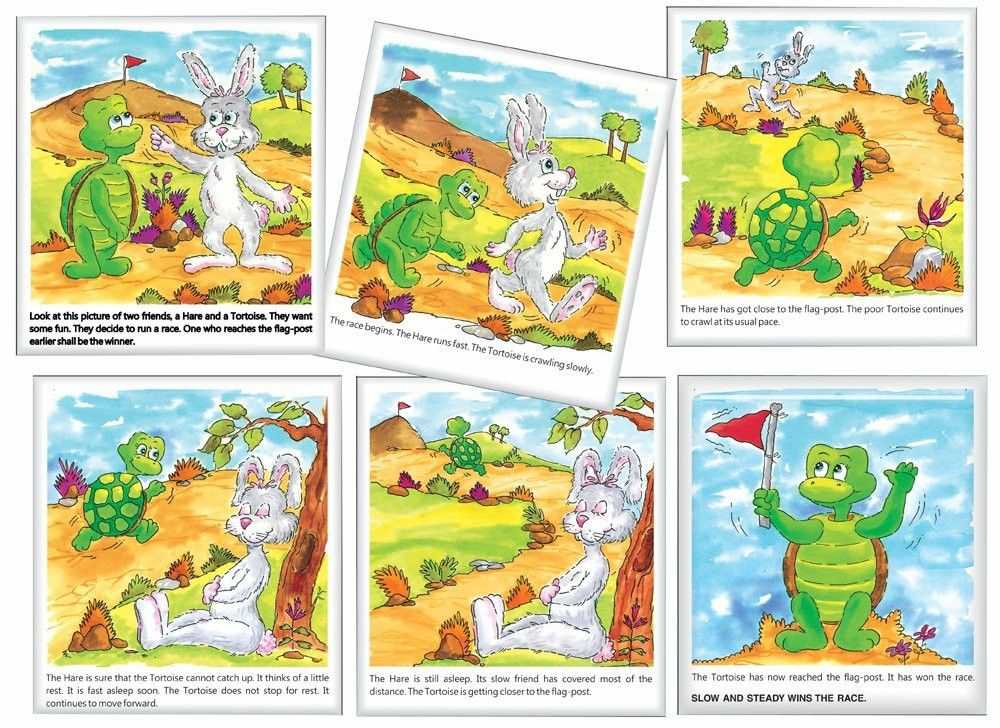 Look at this picture of two friends, a Hare and a Tortoise. They want
some fun. They decide to run a race. One who reaches the flag-post
earlier shall be the winner.
The race begins. The Hare runs fast. The Tortoise is crawling slowly.
The Hare has got close to the flag-post. The poor Tortoise continues
to crawl at its usual pace.
The Hare is sure that the Tortoise cannot catch up. It thinks of a little
rest. It is fast asleep soon. The Tortoise does not stop for rest. It
continues to move forward.
The Hare is still asleep. Its slow friend has covered most of the
distance. The Tortoise is getting closer to the flag-post.
The Tortoise has now reached the flag-post. It has won the race.
SLOW AND STEADY WINS THE RACE.